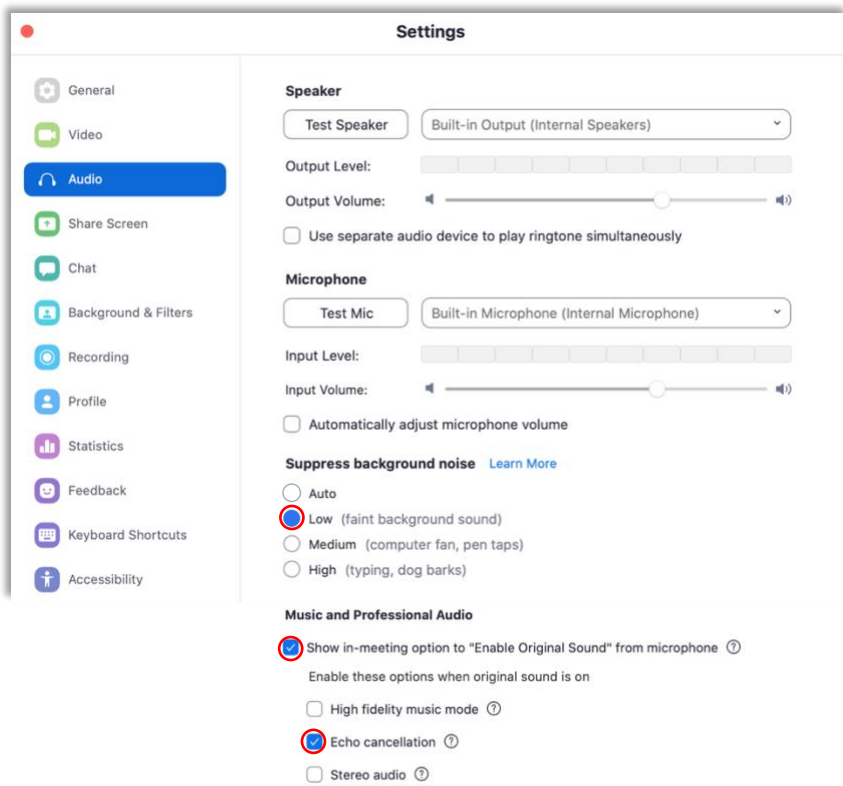 Settings
General
Video
Audio
Share Screen
Chat
Background & Filters
Recording
Profile
Statistics
Feedback
Keyboard Shortcuts
Accessibility
Speaker
Test Speaker
Built-in Output (Internal Speakers)
Output Level:
Output Volume:
Use separate audio device to play ringtone simultaneously
Microphone
Test Mic
Built-in Microphone (Internal Microphone)
Input Level:
Input Volume:
Automatically adjust microphone volume
Suppress background noise Learn More
Auto
Low (faint background sound)
Medium (computer fan, pen taps)
High (typing, dog barks)
Music and Professional Audio
Show in-meeting option to "Enable Original Sound" from microphone ?
Enable these options when original sound is on
High fidelity music mode ?
Echo cancellation ?
Stereo audio ?